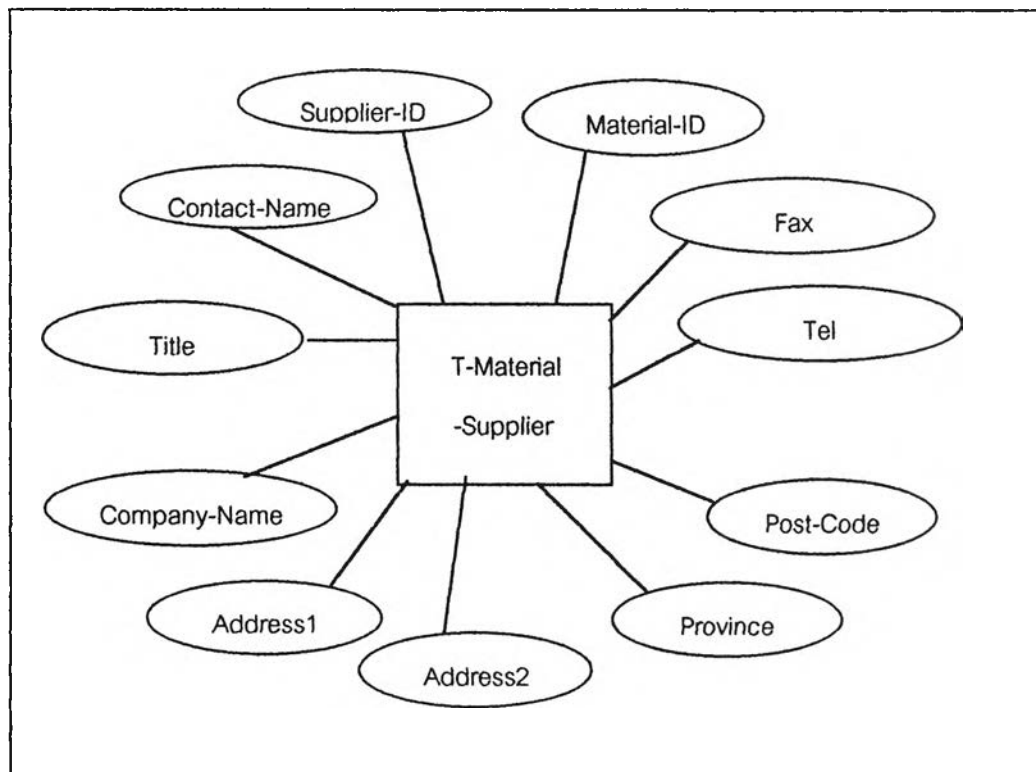 Supplier-ID
Material-ID
Contact-Name
Fax
Title
Tel
T-Material
-Supplier
Company-Name
Post-Code
Address1
Province
Address2